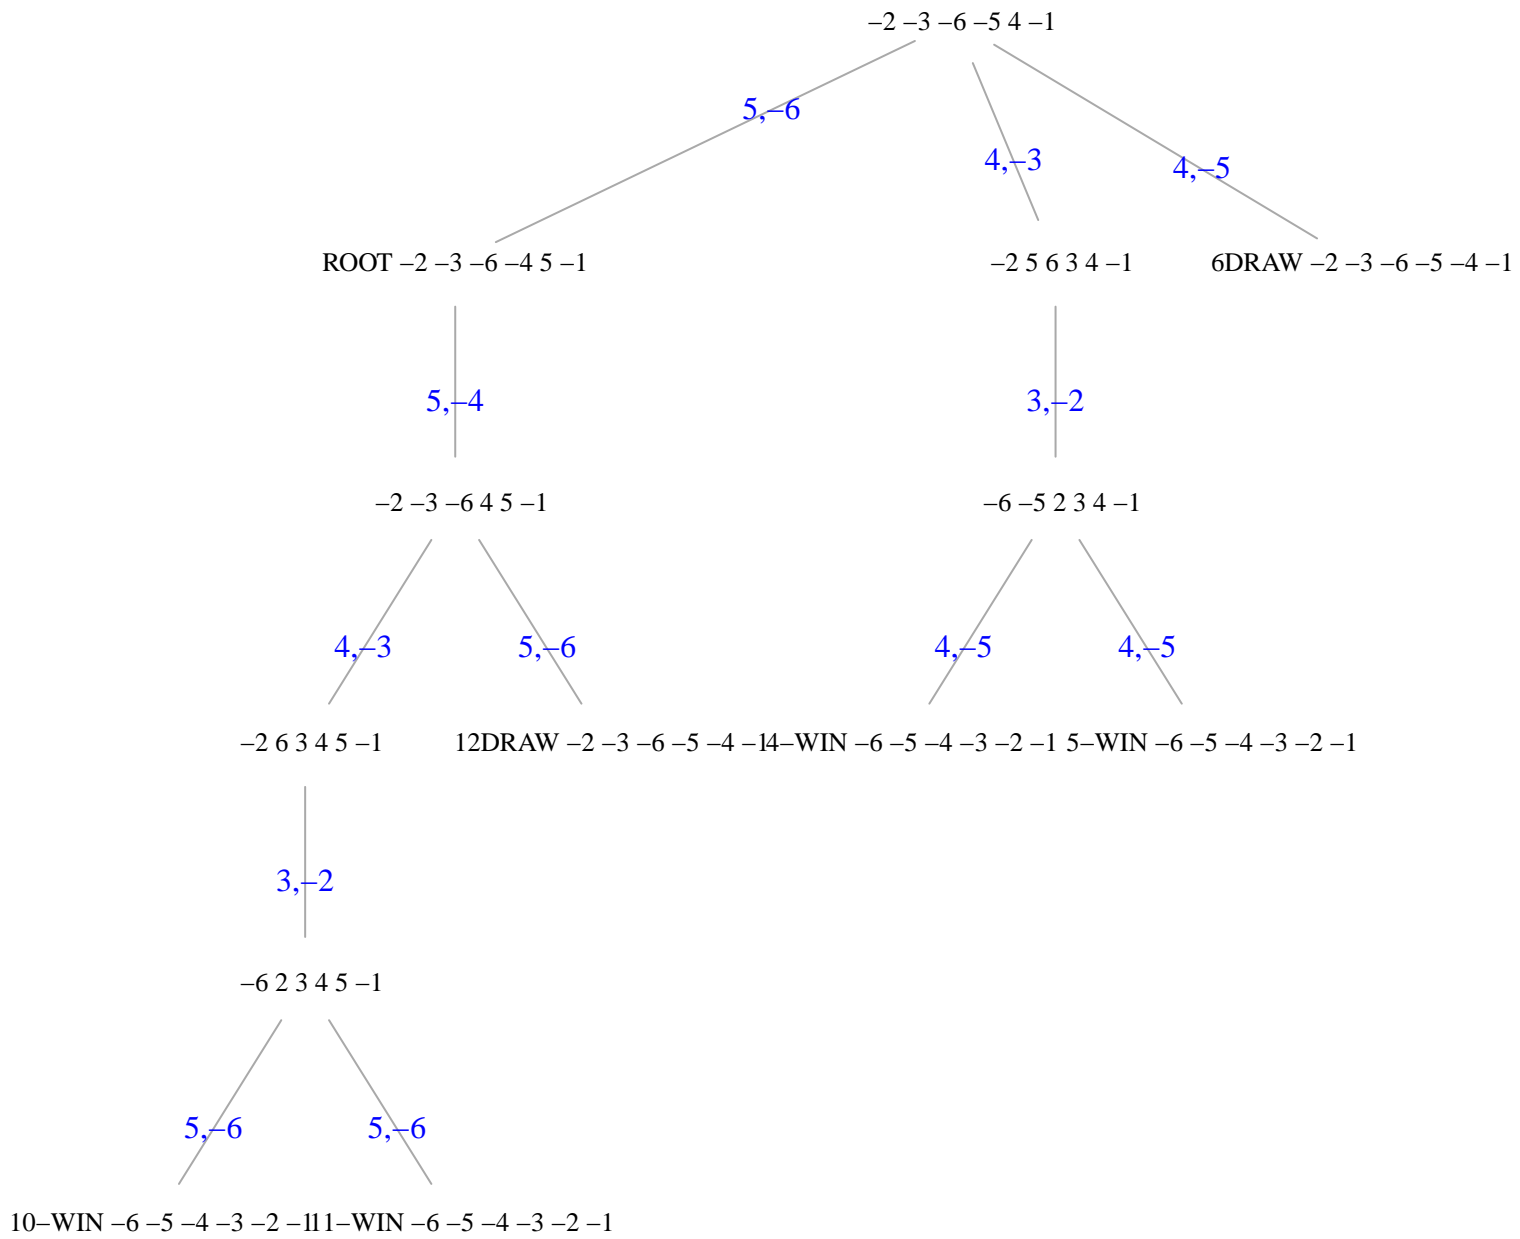 –2 –3 –6 –5 4 –1
5,–6
4,–3
4,–5
ROOT –2 –3 –6 –4 5 –1
–2 5 6 3 4 –1
6DRAW –2 –3 –6 –5 –4 –1
5,–4
3,–2
–2 –3 –6 4 5 –1
–6 –5 2 3 4 –1
4,–3
5,–6
4,–5
4,–5
–2 6 3 4 5 –1
12DRAW –2 –3 –6 –5 –4 –1
4–WIN –6 –5 –4 –3 –2 –1
5–WIN –6 –5 –4 –3 –2 –1
3,–2
–6 2 3 4 5 –1
5,–6
5,–6
10–WIN –6 –5 –4 –3 –2 –1
11–WIN –6 –5 –4 –3 –2 –1